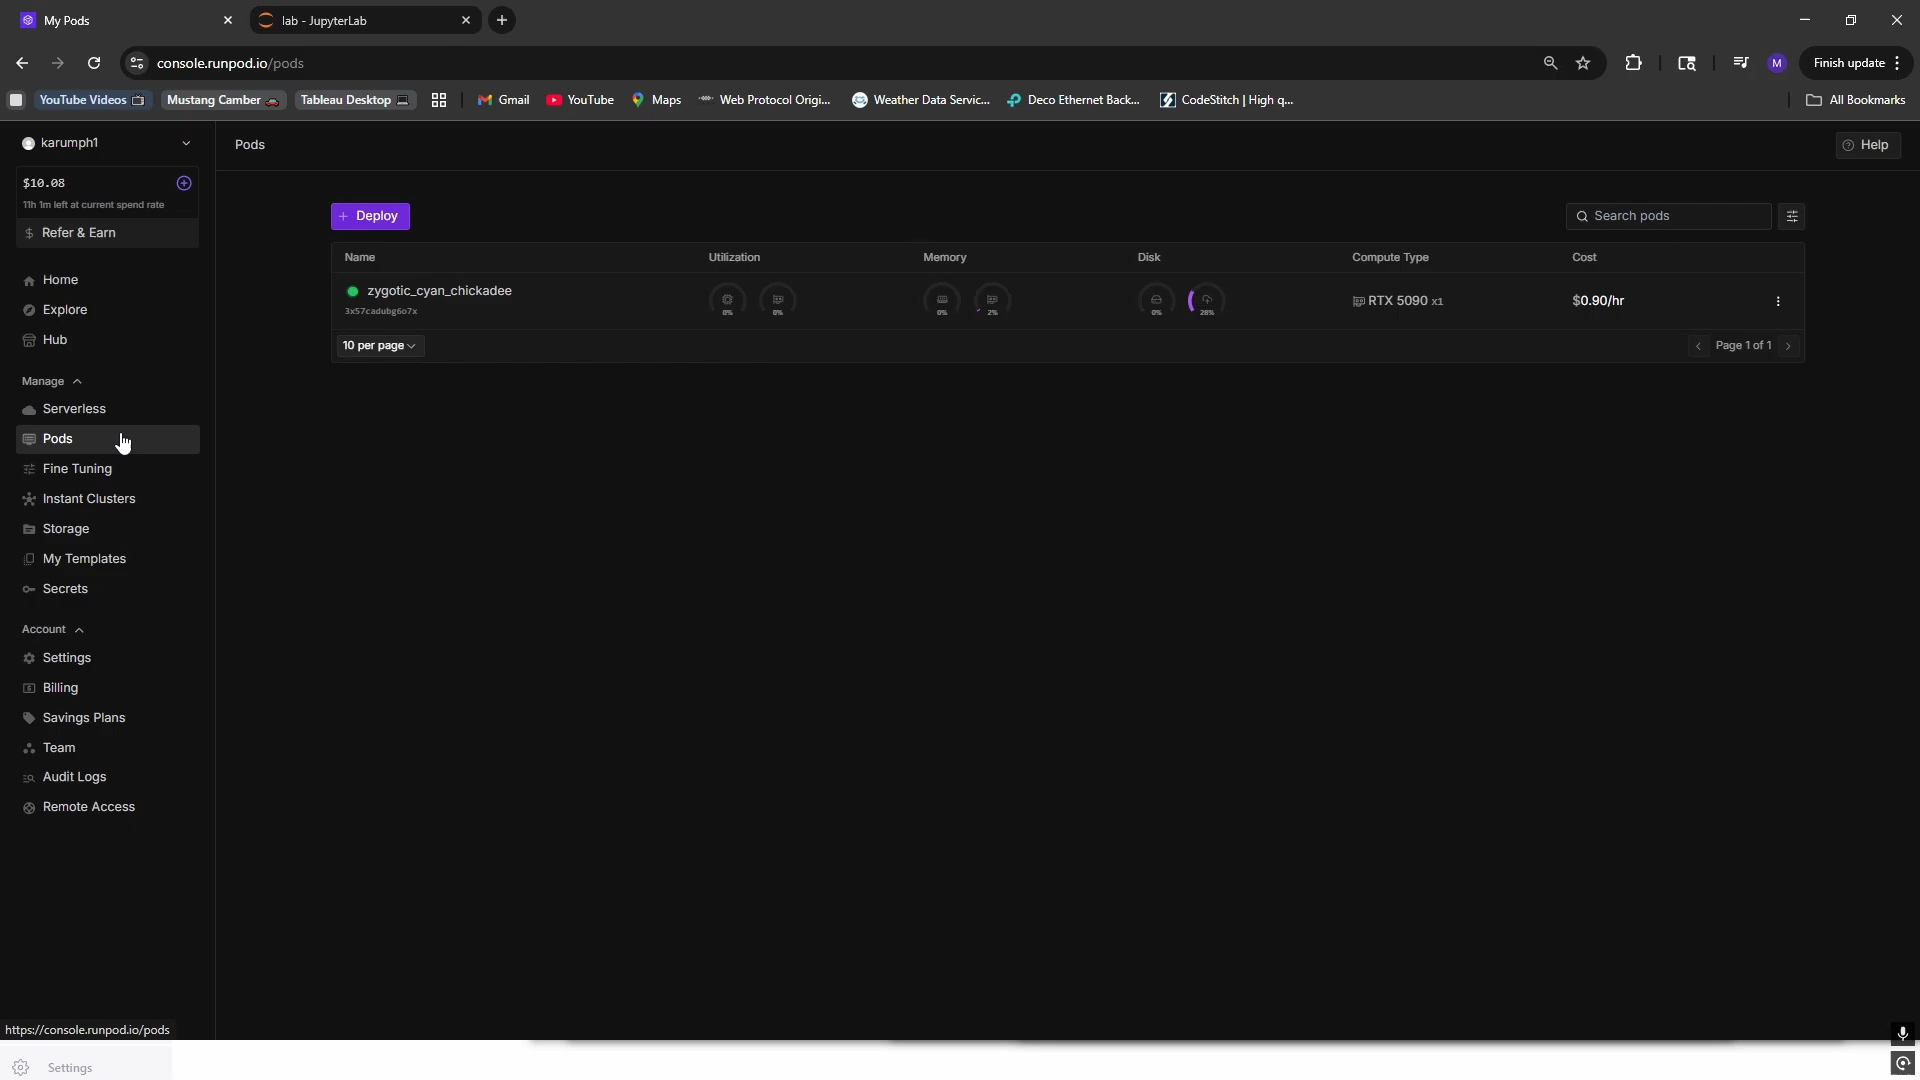 My Pods
lab - JupyterLab
console.runpod.io/pods
M
Finish update
YouTube Videos
Mustang Camber
Tableau Desktop
Gmail
YouTube
Maps
Web Protocol Origi...
Weather Data Servic...
Deco Ethernet Back...
CodeStitch | High q...
All Bookmarks
karumph1
Pods
Help
$10.08
11h 1m left at current spend rate
Refer & Earn
+ Deploy
Search pods
Name
Utilization
Memory
Disk
Compute Type
Cost
zygotic_cyan_chickadee
3x57cadubg6o7x
0%
0%
0%
2%
0%
28%
RTX 5090 x1
$0.90/hr
10 per page
Page 1 of 1
Home
Explore
Hub
Manage
Serverless
Pods
Fine Tuning
Instant Clusters
Storage
My Templates
Secrets
Account
Settings
Billing
Savings Plans
Team
Audit Logs
Remote Access
https://console.runpod.io/pods
Settings